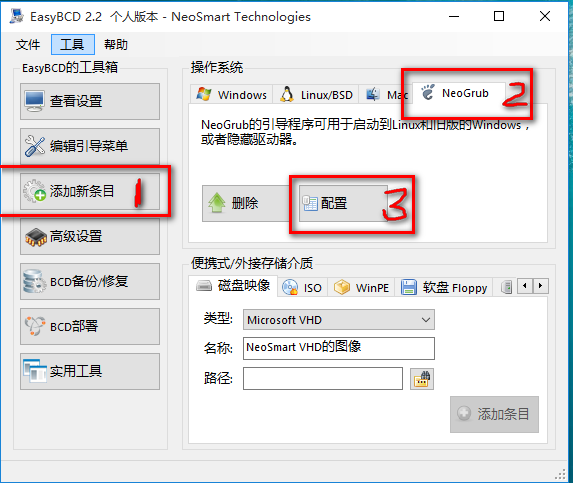 EasyBCD 2.2 个人版本 - NeoSmart Technologies
文件 工具 帮助
EasyBCD的工具箱
查看设置
编辑引导菜单
添加新条目 1
高级设置
BCD备份/修复
BCD部署
实用工具
操作系统
Windows Linux/BSD Mac NeoGrub 2
NeoGrub的引导程序可用于启动到Linux和旧版的Windows，
或者隐藏驱动器。
删除 配置 3
便携式/外接存储介质
磁盘映像 ISO WinPE 软盘 Floppy
类型: Microsoft VHD
名称: NeoSmart VHD的图像
路径:
添加条目